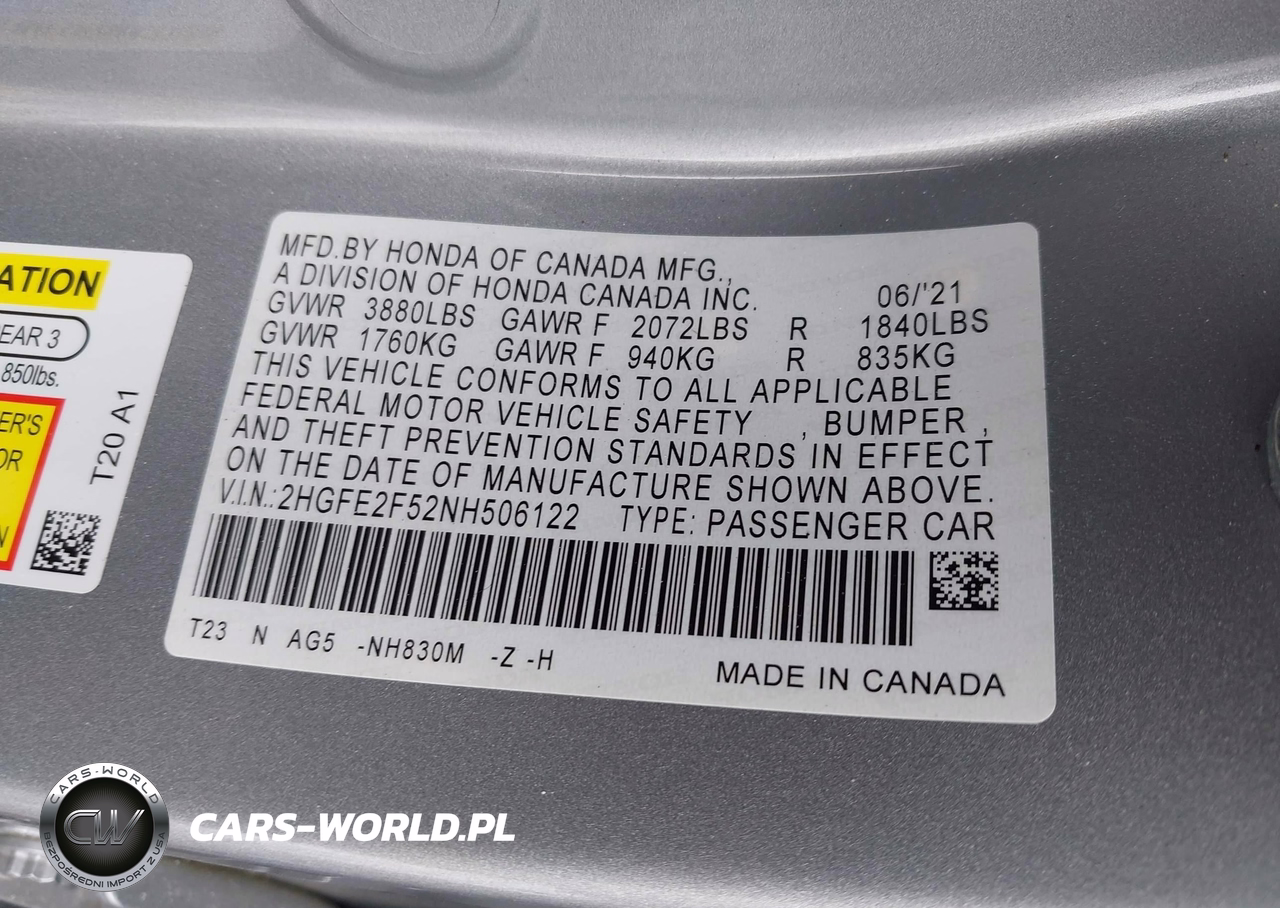 MFD.BY HONDA OF CANADA MFG.,
A DIVISION OF HONDA CANADA INC. 06/'21
GVWR 3880LBS GAWR F 2072LBS R 1840LBS
GVWR 1760KG GAWR F 940KG R 835KG
THIS VEHICLE CONFORMS TO ALL APPLICABLE
FEDERAL MOTOR VEHICLE SAFETY , BUMPER ,
AND THEFT PREVENTION STANDARDS IN EFFECT
ON THE DATE OF MANUFACTURE SHOWN ABOVE.
V.I.N.:2HGFE2F52NH506122 TYPE: PASSENGER CAR
T23 N AG5 -NH830M -Z -H
MADE IN CANADA
ATION
EAR 3
850lbs.
ER'S
OR
N
T20 A1
CARS-WORLD
CW
BEZPOŚREDNI IMPORT Z USA
CARS-WORLD.PL